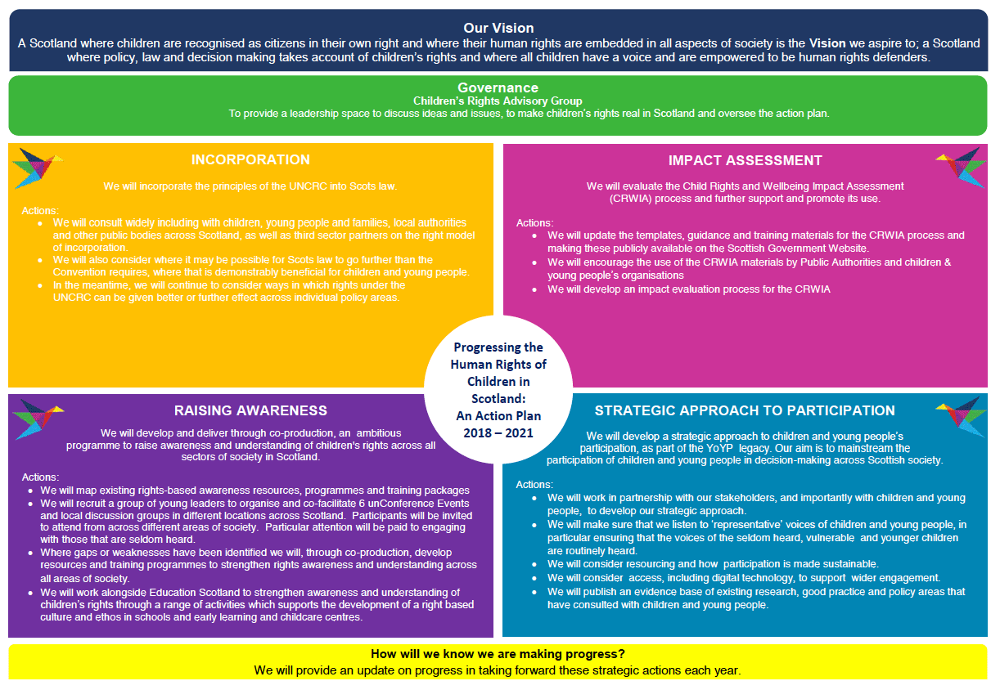 Our Vision
A Scotland where children are recognised as citizens in their own right and where their human rights are embedded in all aspects of society is the Vision we aspire to; a Scotland
where policy, law and decision making takes account of children's rights and where all children have a voice and are empowered to be human rights defenders.
Governance
Children's Rights Advisory Group
To provide a leadership space to discuss ideas and issues, to make children's rights real in Scotland and oversee the action plan.
INCORPORATION
We will incorporate the principles of the UNCRC into Scots law.
Actions:
• We will consult widely including with children, young people and families, local authorities
and other public bodies across Scotland, as well as third sector partners on the right model
of incorporation.
• We will also consider where it may be possible for Scots law to go further than the
Convention requires, where that is demonstrably beneficial for children and young people.
• In the meantime, we will continue to consider ways in which rights under the
UNCRC can be given better or further effect across individual policy areas.
IMPACT ASSESSMENT
We will evaluate the Child Rights and Wellbeing Impact Assessment
(CRWIA) process and further support and promote its use.
Actions:
• We will update the templates, guidance and training materials for the CRWIA process and
making these publicly available on the Scottish Government Website.
• We will encourage the use of the CRWIA materials by Public Authorities and children &
young people's organisations
• We will develop an impact evaluation process for the CRWIA
Progressing the
Human Rights of
Children in
Scotland:
An Action Plan
2018 – 2021
RAISING AWARENESS
We will develop and deliver through co-production, an ambitious
programme to raise awareness and understanding of children's rights across all
sectors of society in Scotland.
Actions:
• We will map existing rights-based awareness resources, programmes and training packages
• We will recruit a group of young leaders to organise and co-facilitate 6 unConference Events
and local discussion groups in different locations across Scotland. Participants will be invited
to attend from across different areas of society. Particular attention will be paid to engaging
with those that are seldom heard.
• Where gaps or weaknesses have been identified we will, through co-production, develop
resources and training programmes to strengthen rights awareness and understanding across
all areas of society.
• We will work alongside Education Scotland to strengthen awareness and understanding of
children's rights through a range of activities which supports the development of a right based
culture and ethos in schools and early learning and childcare centres.
STRATEGIC APPROACH TO PARTICIPATION
We will develop a strategic approach to children and young people's
participation, as part of the YoYP legacy. Our aim is to mainstream the
participation of children and young people in decision-making across Scottish society.
Actions:
• We will work in partnership with our stakeholders, and importantly with children and young
people, to develop our strategic approach.
• We will make sure that we listen to 'representative' voices of children and young people, in
particular ensuring that the voices of the seldom heard, vulnerable and younger children
are routinely heard.
• We will consider resourcing and how participation is made sustainable.
• We will consider access, including digital technology, to support wider engagement.
• We will publish an evidence base of existing research, good practice and policy areas that
have consulted with children and young people.
How will we know we are making progress?
We will provide an update on progress in taking forward these strategic actions each year.